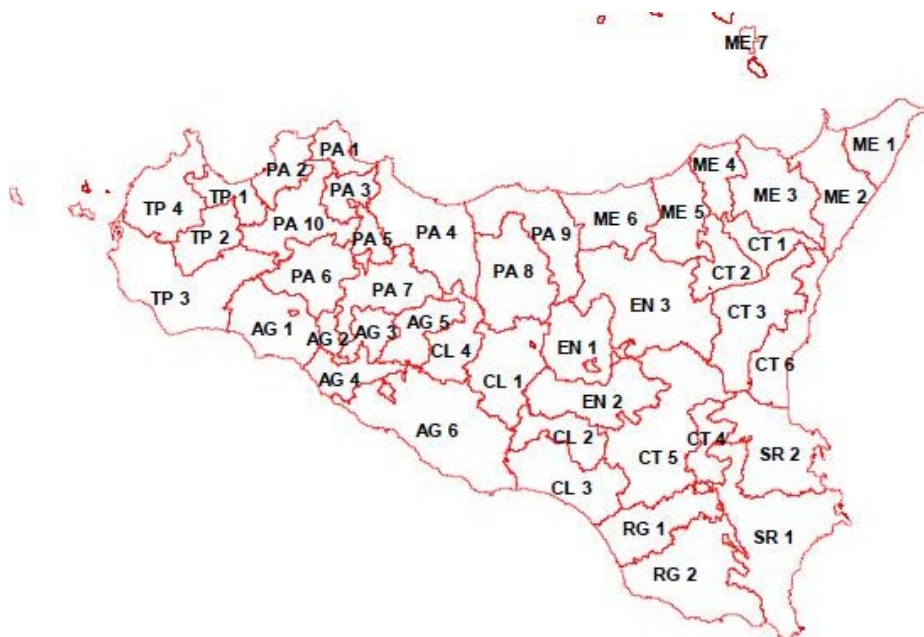 ME 7
ME 1
PA 1
ME 4
PA 2
PA 3
ME 3
TP 1
ME 2
TP 4
ME 5
ME 6
PA 10
PA 4
PA 9
TP 2
PA 5
CT 1
PA 8
CT 2
PA 6
PA 7
TP 3
EN 3
CT 3
AG 5
AG 1
AG 3
AG 2
CL 4
EN 1
CT 6
CL 1
AG 4
EN 2
AG 6
CL 2
CT 4
SR 2
CT 5
CL 3
RG 1
SR 1
RG 2